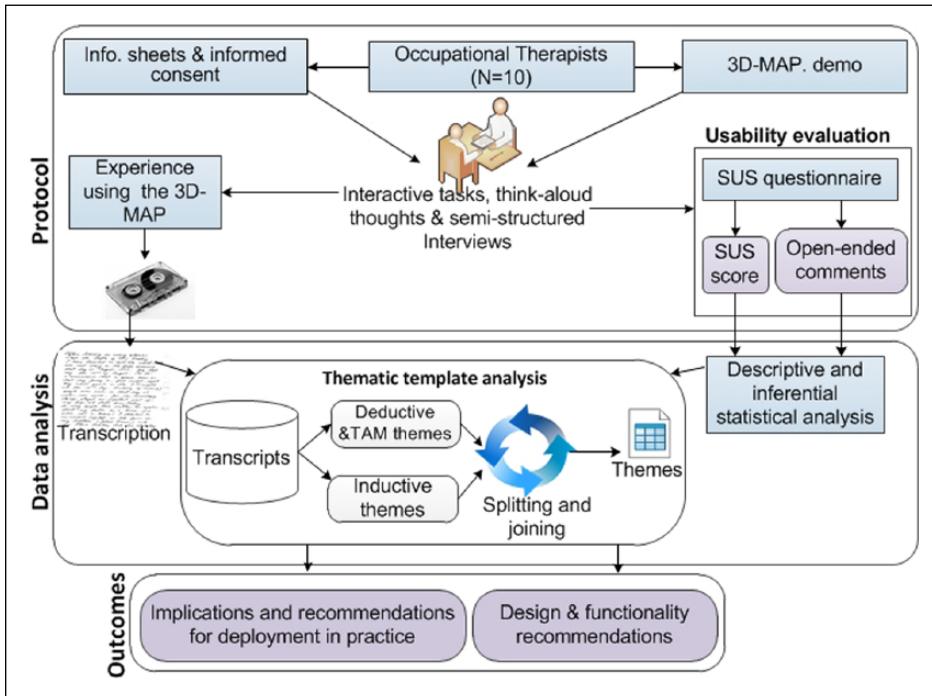 Info. sheets & informed
consent
Occupational Therapists
(N=10)
3D-MAP. demo
Protocol
Experience
using the 3D-
MAP
Interactive tasks, think-aloud
thoughts & semi-structured
Interviews
Usability evaluation
SUS questionnaire
SUS
score
Open-ended
comments
Data analysis
Transcription
Thematic template analysis
Transcripts
Deductive
&TAM themes
Inductive
themes
Splitting and
joining
Themes
Descriptive and
inferential
statistical analysis
Outcomes
Implications and recommendations
for deployment in practice
Design & functionality
recommendations